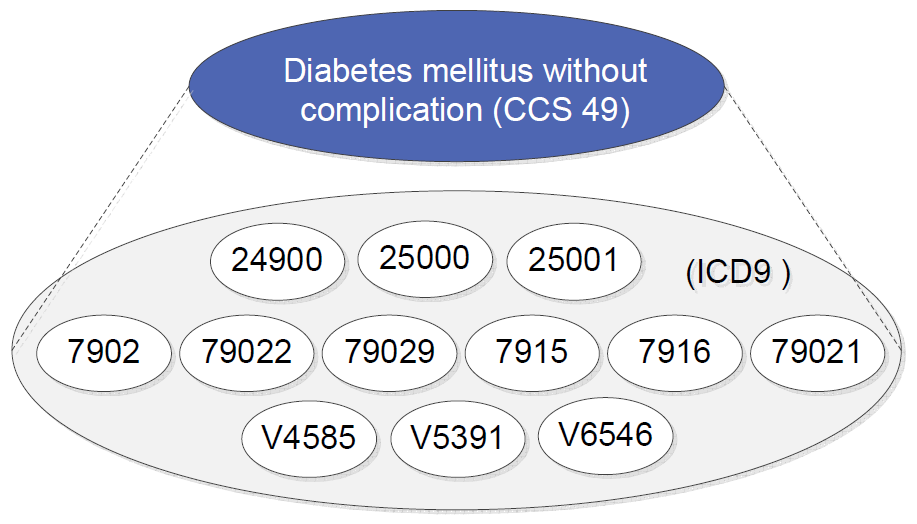 Diabetes mellitus without
complication (CCS 49)
24900 25000 25001 (ICD9 )
7902 79022 79029 7915 7916 79021
V4585 V5391 V6546